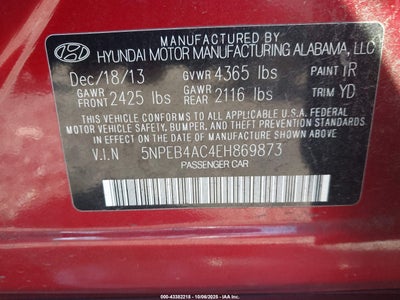 MANUFACTURED BY
HYUNDAI MOTOR MANUFACTURING ALABAMA, LLC
Dec/18/13 GVWR 4365 lbs PAINT IR
GAWR FRONT 2425 lbs GAWR REAR 2116 lbs TRIM YD
THIS VEHICLE CONFORMS TO ALL APPLICABLE U.S.A FEDERAL
MOTOR VEHICLE SAFETY, BUMPER, AND THEFT PREVENTION STANDARDS
IN EFFECT ON THE DATE OF MANUFACTURE SHOWN ABOVE.
V.I.N 5NPEB4AC4EH869873
PASSENGER CAR
000-43382218 - 10/08/2025 - IAA Inc.